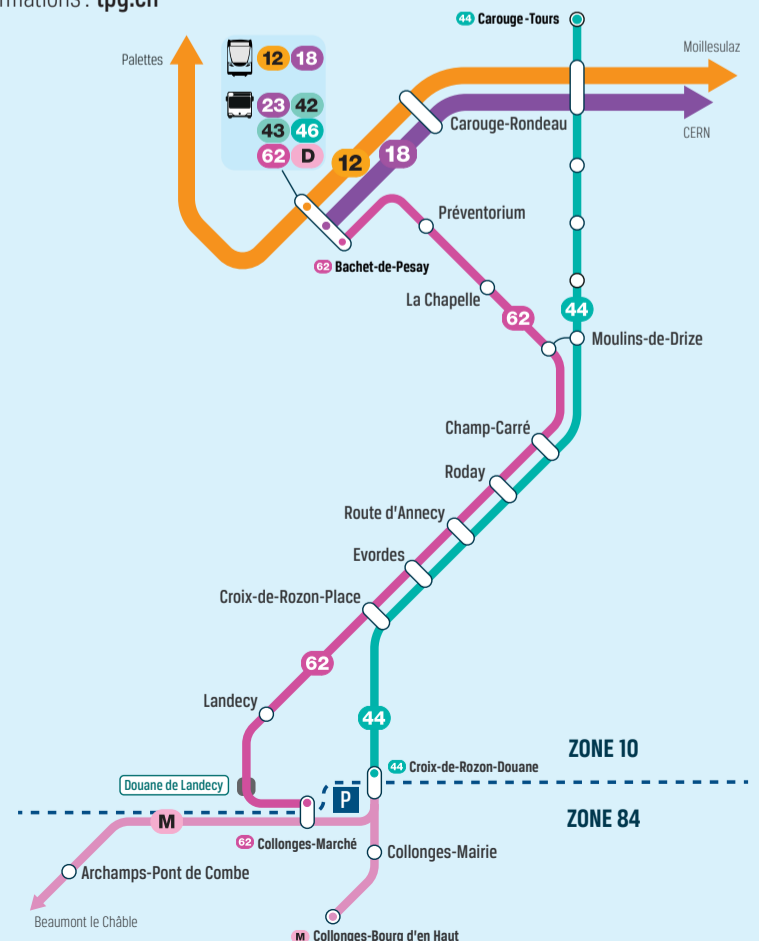 rmations : tpg.ch
44 Carouge-Tours
Palettes
12 18
23 42
43 46
62 D
Moillesulaz
Carouge-Rondeau
CERN
12
18
Préventorium
62 Bachet-de-Pesay
La Chapelle
62
44
Moulins-de-Drize
Champ-Carré
Roday
Route d'Annecy
Evordes
Croix-de-Rozon-Place
62
Landecy
44
ZONE 10
44 Croix-de-Rozon-Douane
Douane de Landecy
P
M
ZONE 84
62 Collonges-Marché
Collonges-Mairie
Archamps-Pont de Combe
Beaumont le Châble
M Collonges-Bourg d'en Haut